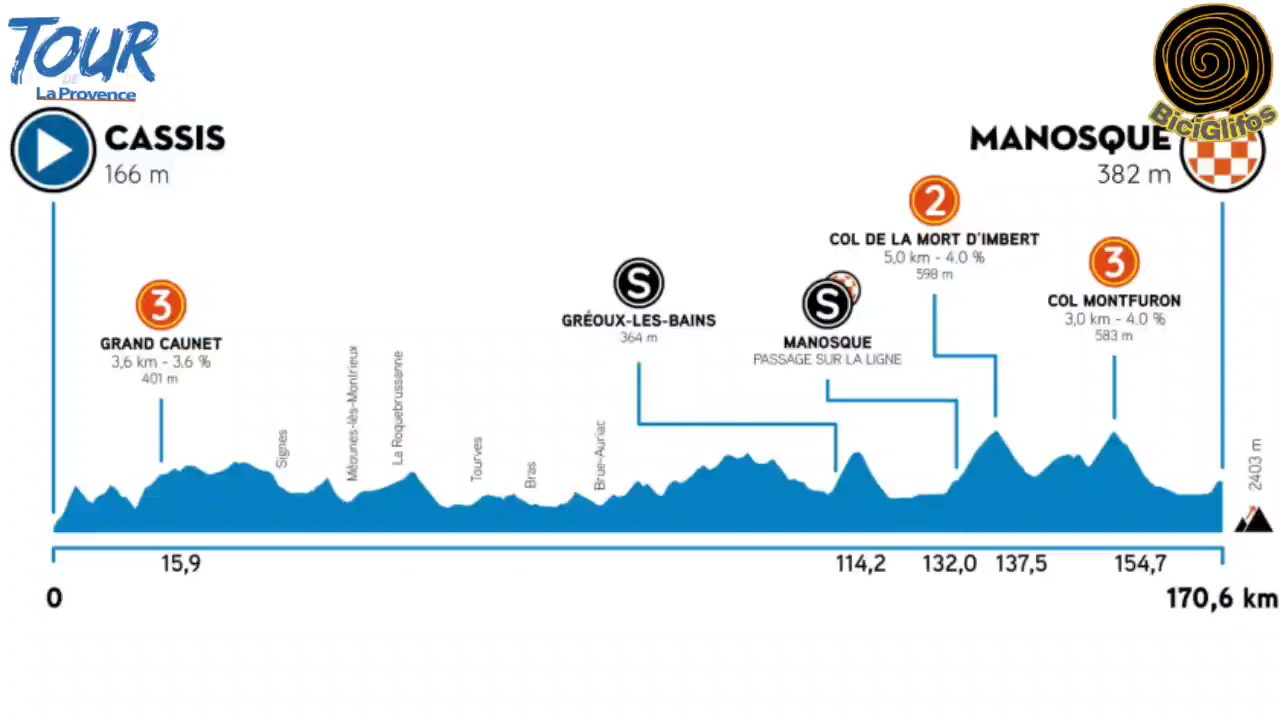 TOUR
DE
La Provence
BiciGlifos
CASSIS
166 m
MANOSQUE
382 m
2
COL DE LA MORT D'IMBERT
5,0 km - 4.0 %
598 m
3
COL MONTFURON
3,0 km - 4.0 %
583 m
3
GRAND CAUNET
3,6 km - 3.6 %
401 m
S
GRÉOUX-LES-BAINS
364 m
S
MANOSQUE
PASSAGE SUR LA LIGNE
Signes
Méounes-lès-Montrieux
La Roquebrussanne
Tourves
Bras
Brue-Auriac
2403 m
15,9
114,2
132,0
137,5
154,7
0
170,6 km